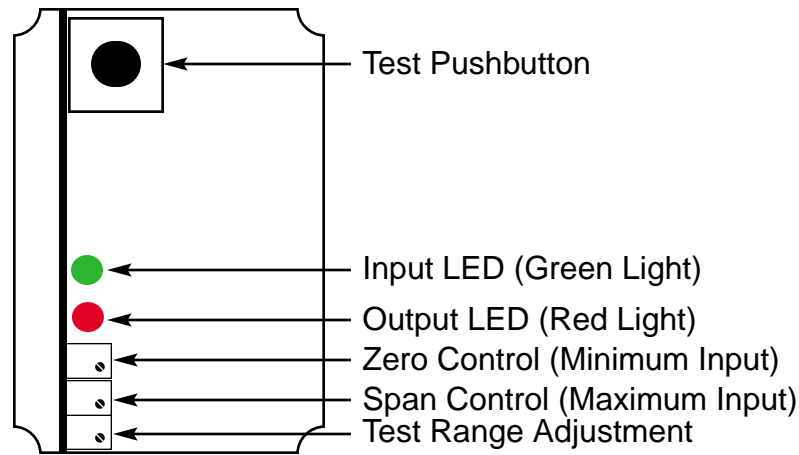 Test Pushbutton
Input LED (Green Light)
Output LED (Red Light)
Zero Control (Minimum Input)
Span Control (Maximum Input)
Test Range Adjustment